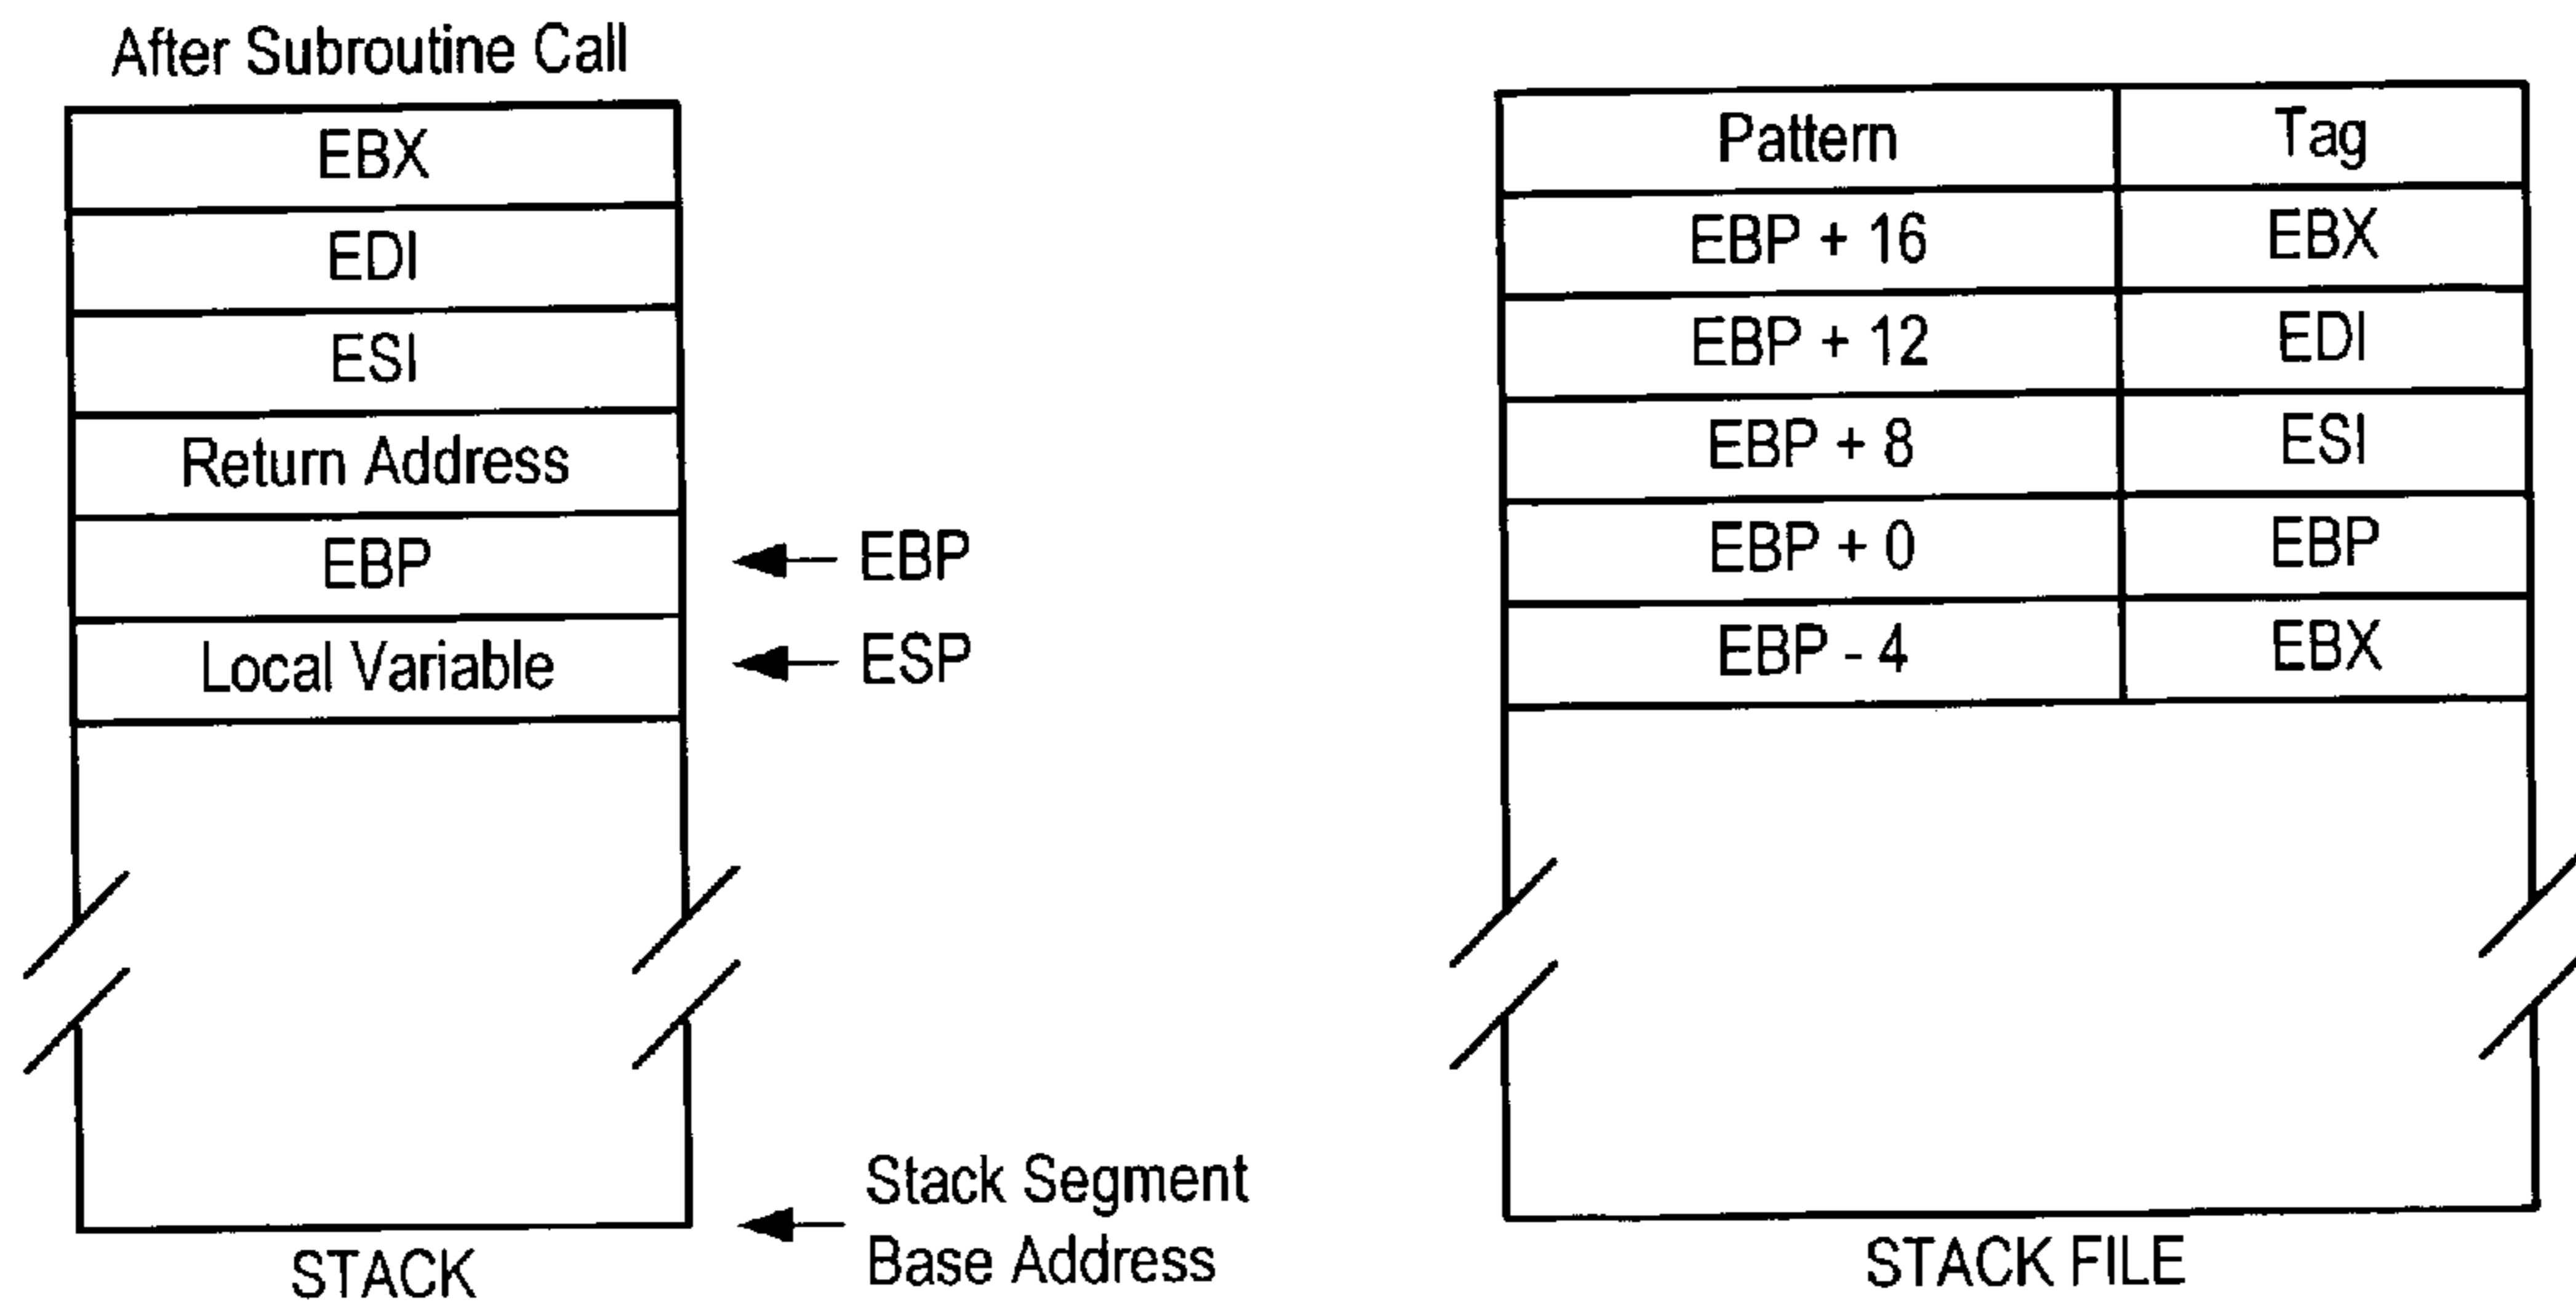 After Subroutine Call
EBX
EDI
ESI
Return Address
EBP
Local Variable
EBP
ESP
Stack Segment
Base Address
STACK
Pattern Tag
EBP + 16 EBX
EBP + 12 EDI
EBP + 8 ESI
EBP + 0 EBP
EBP - 4 EBX
STACK FILE